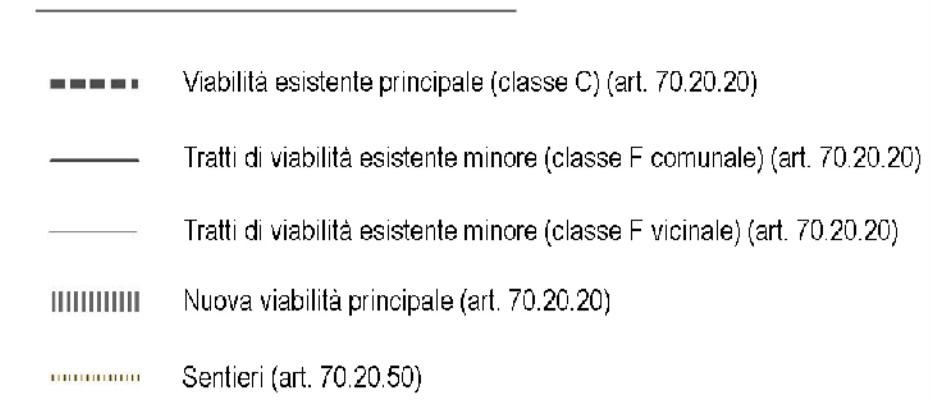 Viabilità esistente principale (classe C) (art. 70.20.20)
Tratti di viabilità esistente minore (classe F comunale) (art. 70.20.20)
Tratti di viabilità esistente minore (classe F vicinale) (art. 70.20.20)
Nuova viabilità principale (art. 70.20.20)
Sentieri (art. 70.20.50)